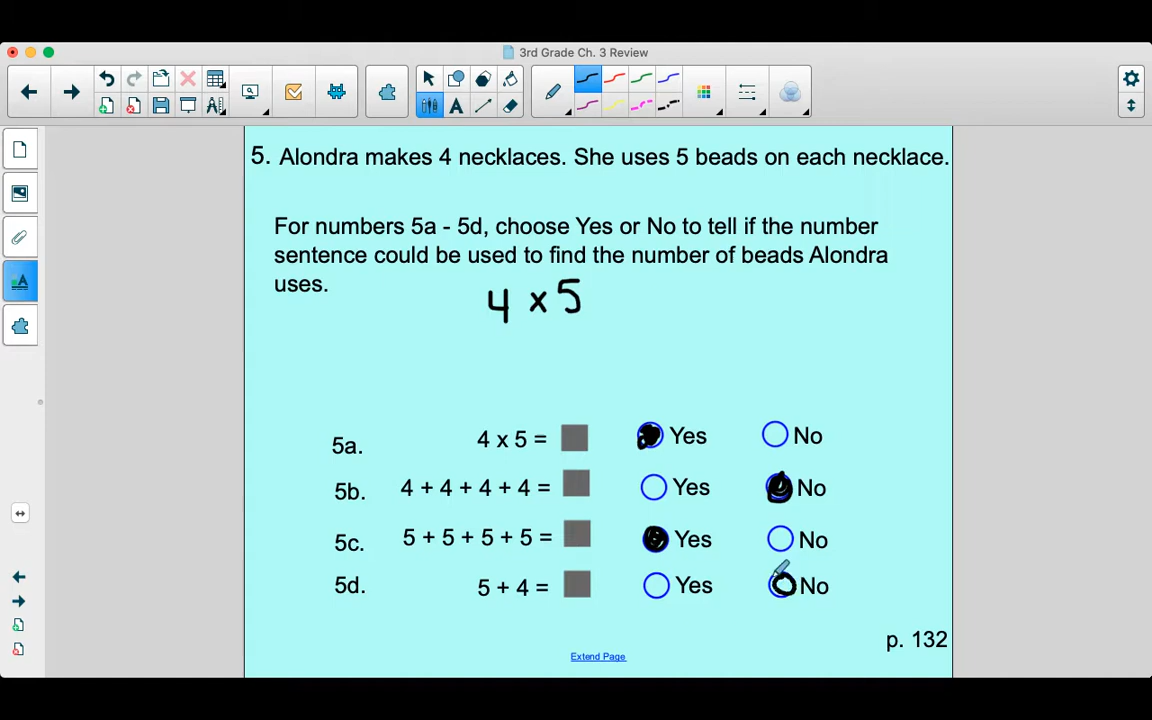 3rd Grade Ch. 3 Review
5. Alondra makes 4 necklaces. She uses 5 beads on each necklace.
For numbers 5a - 5d, choose Yes or No to tell if the number
sentence could be used to find the number of beads Alondra
uses.
4 x 5
5a. 4 x 5 = Yes No
5b. 4 + 4 + 4 + 4 = Yes No
5c. 5 + 5 + 5 + 5 = Yes No
5d. 5 + 4 = Yes No
p. 132
Extend Page